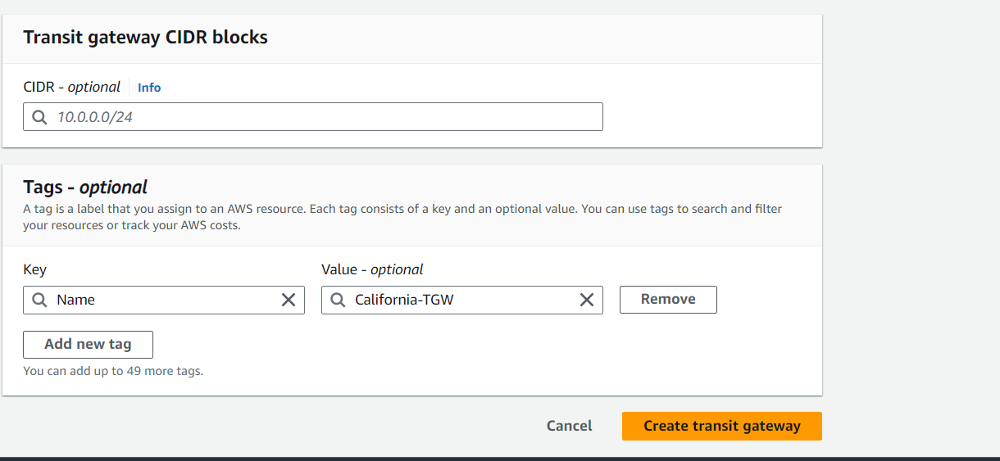 Transit gateway CIDR blocks
CIDR - optional Info
10.0.0.0/24
Tags - optional
A tag is a label that you assign to an AWS resource. Each tag consists of a key and an optional value. You can use tags to search and filter
your resources or track your AWS costs.
Key Value - optional
Name California-TGW Remove
Add new tag
You can add up to 49 more tags.
Cancel Create transit gateway